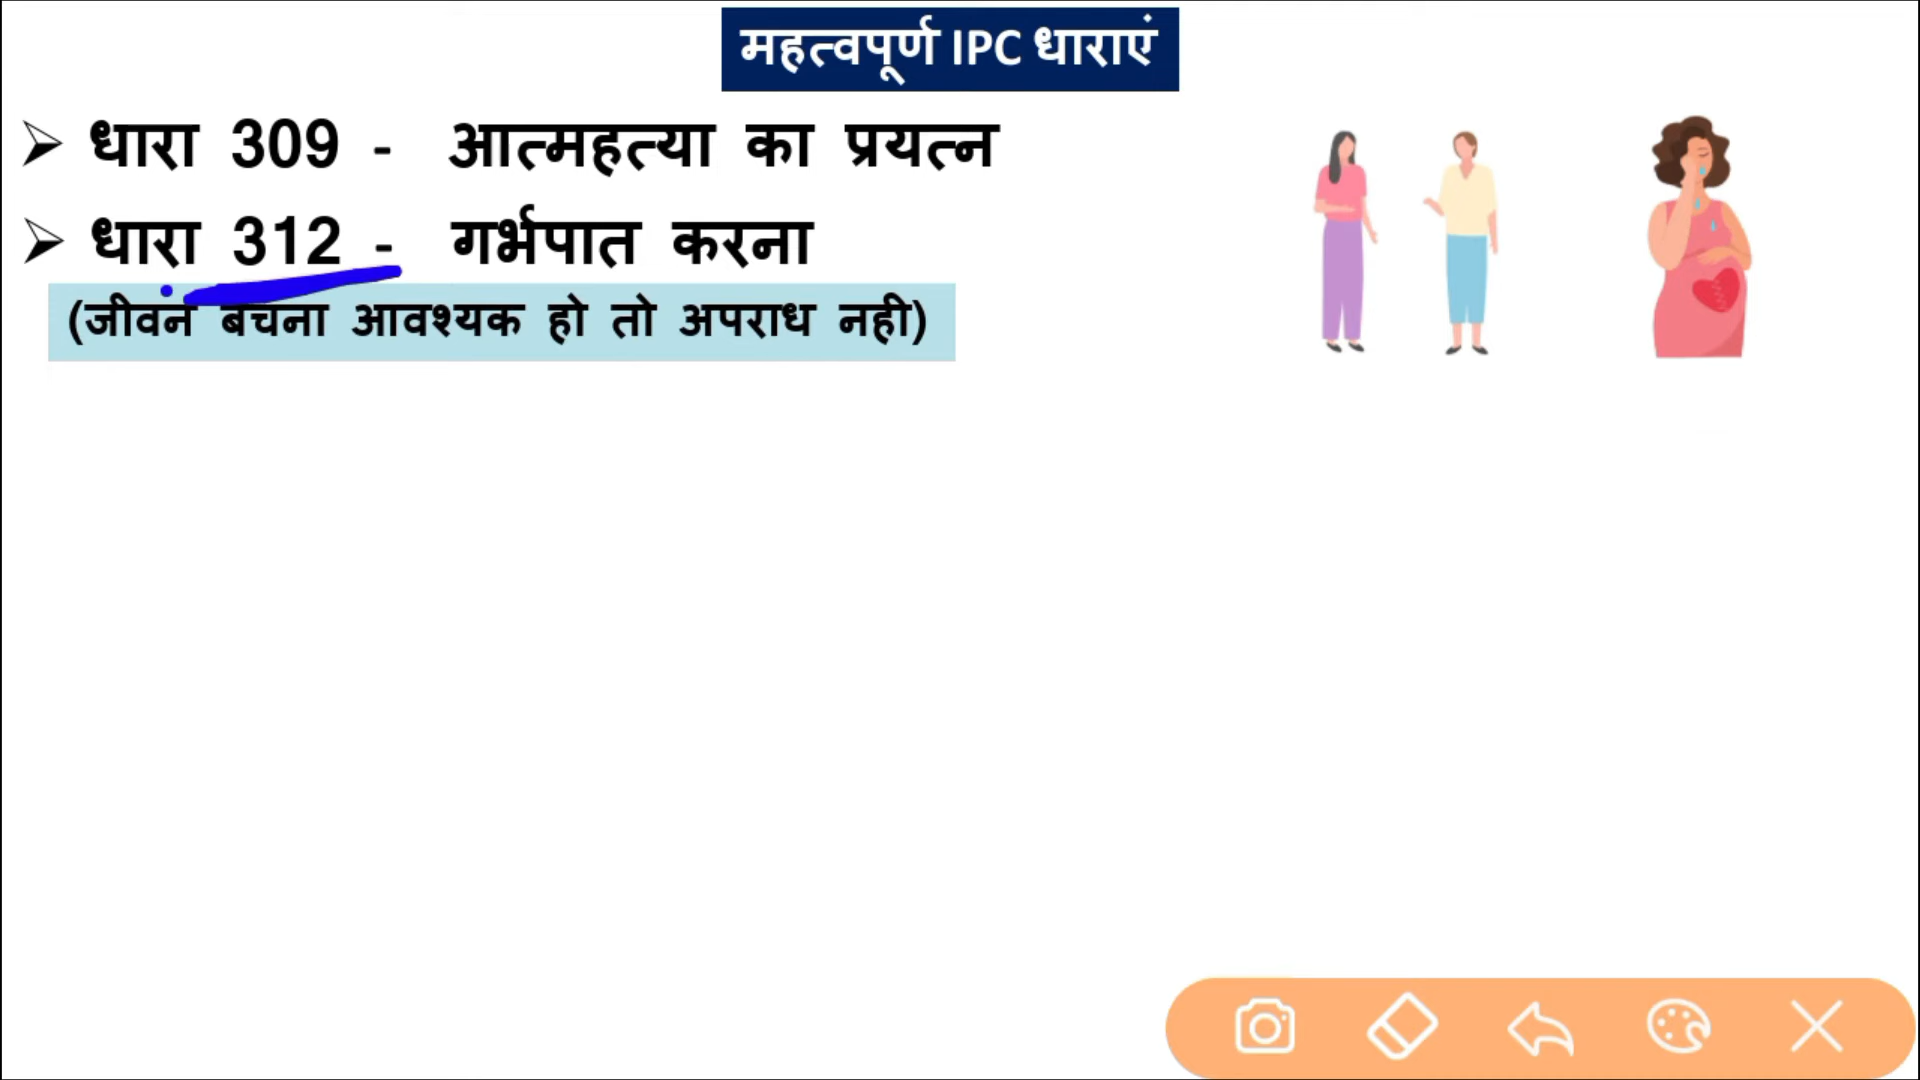 महत्वपूर्ण IPC धाराएं
➢ धारा 309 - आत्महत्या का प्रयत्न
➢ धारा 312 - गर्भपात करना
(जीवन बचना आवश्यक हो तो अपराध नही)